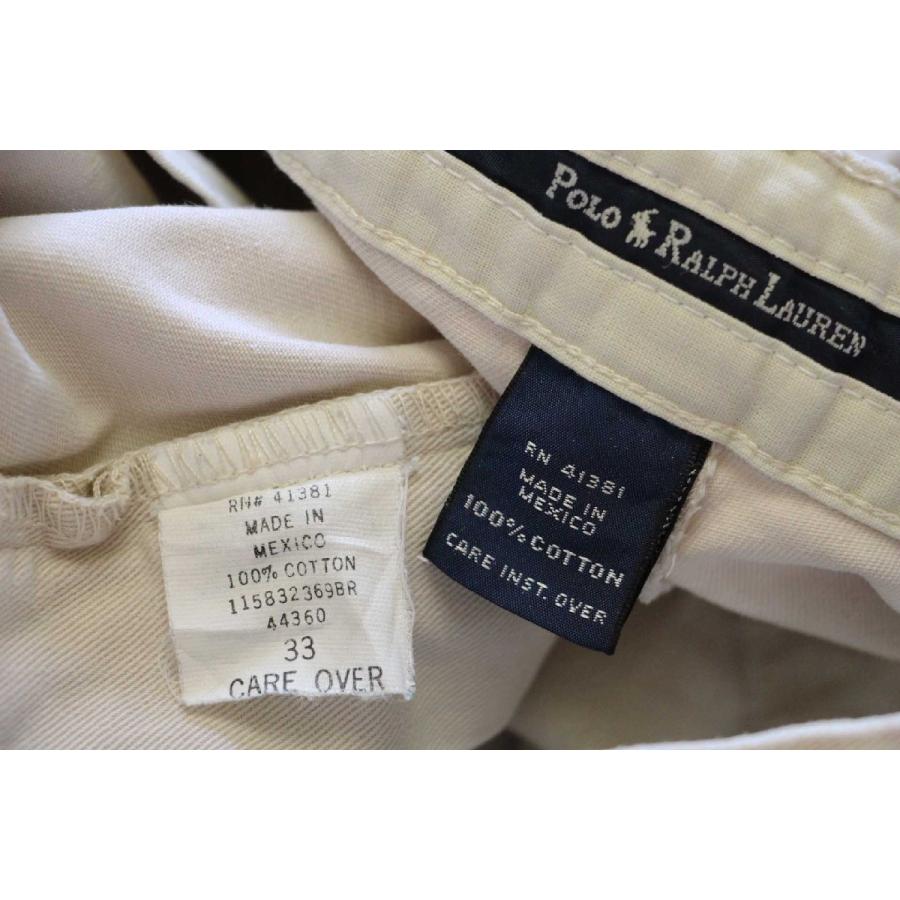 POLO RALPH LAUREN
RN 41381
MADE IN
MEXICO
100% COTTON
CARE INST. OVER
RN# 41381
MADE IN
MEXICO
100% COTTON
115832369BR
44360
33
CARE OVER